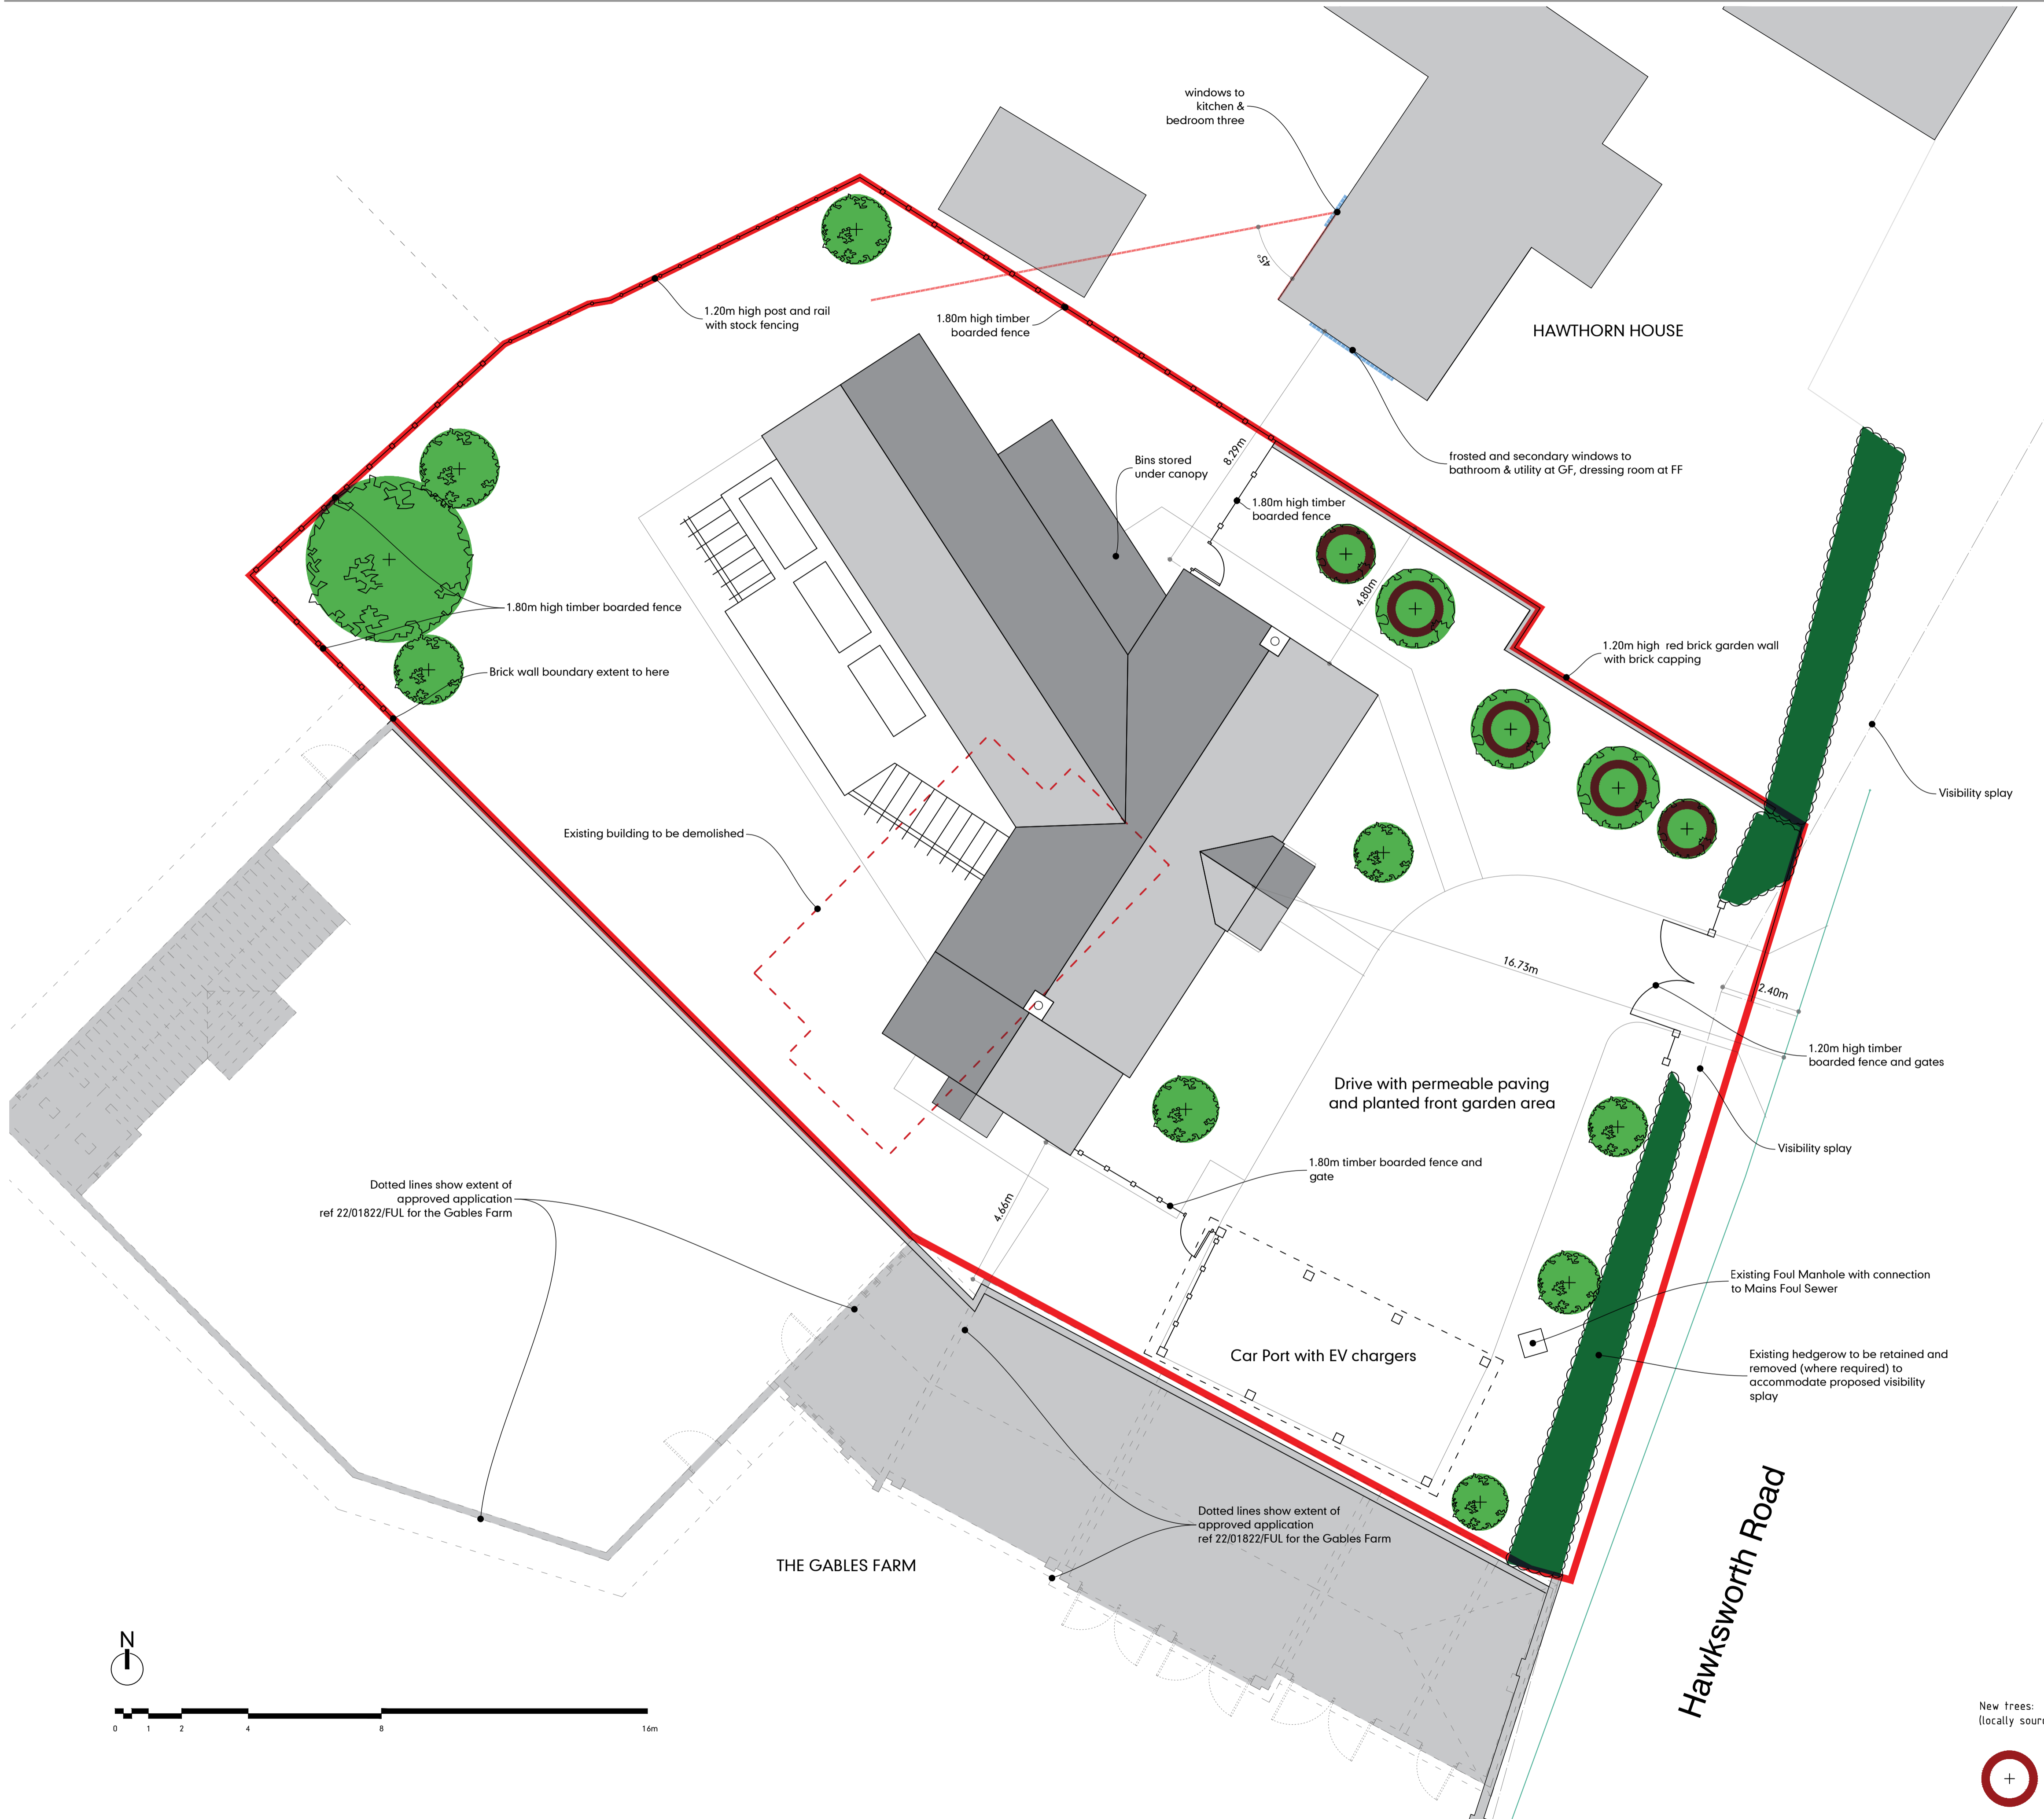 windows to
kitchen &
bedroom three
45°
1.20m high post and rail
with stock fencing
1.80m high timber
boarded fence
HAWTHORN HOUSE
8.29m
Bins stored
under canopy
frosted and secondary windows to
bathroom & utility at GF, dressing room at FF
1.80m high timber
boarded fence
4.80m
1.80m high timber boarded fence
1.20m high red brick garden wall
with brick capping
Brick wall boundary extent to here
Visibility splay
Existing building to be demolished
16.73m
2.40m
1.20m high timber
boarded fence and gates
Drive with permeable paving
and planted front garden area
Visibility splay
1.80m timber boarded fence and
gate
Dotted lines show extent of
approved application
ref 22/01822/FUL for the Gables Farm
4.66m
Existing Foul Manhole with connection
to Mains Foul Sewer
Car Port with EV chargers
Existing hedgerow to be retained and
removed (where required) to
accommodate proposed visibility
splay
Dotted lines show extent of
approved application
ref 22/01822/FUL for the Gables Farm
THE GABLES FARM
Hawksworth Road
N
0 1 2 4 8 16m
New trees:
(locally sour